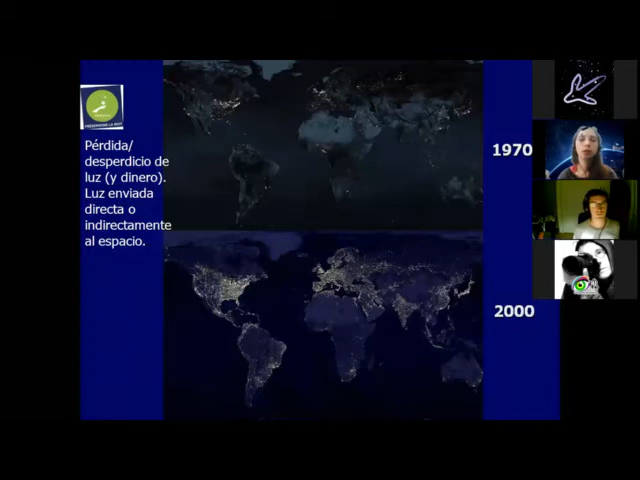 Pérdida/
desperdicio de
luz (y dinero).
Luz enviada
directa o
indirectamente
al espacio.
1970
2000